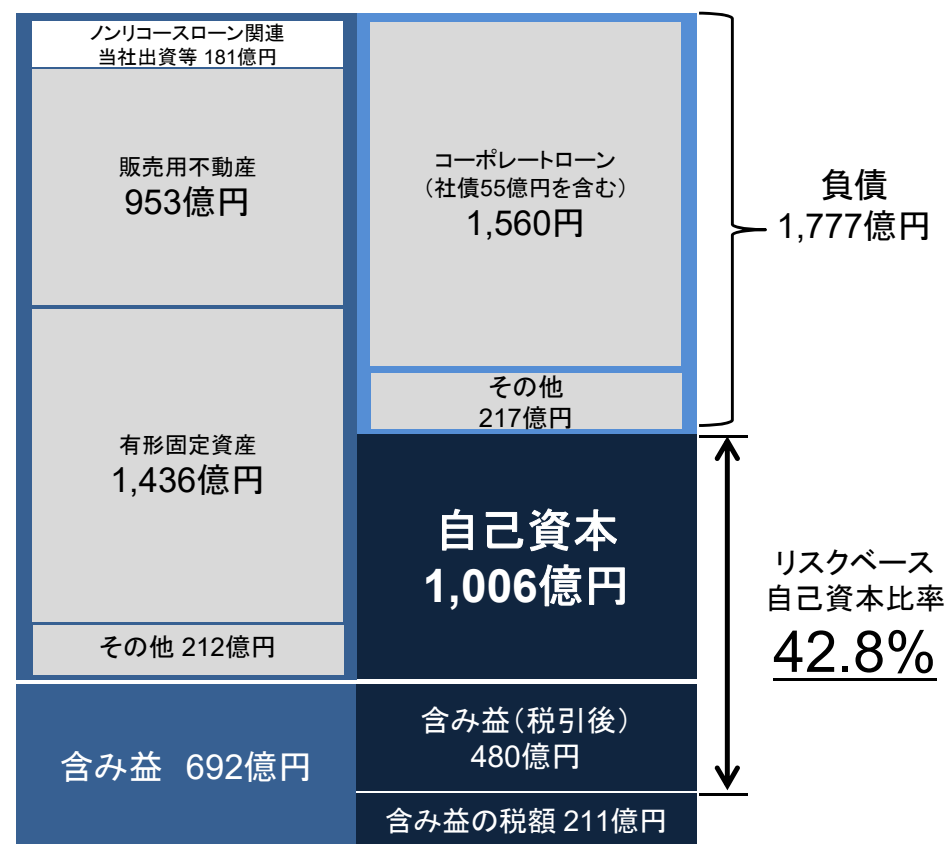 ノンリコースローン関連
当社出資等 181億円
販売用不動産
953億円
有形固定資産
1,436億円
その他 212億円
含み益 692億円
コーポレートローン
（社債55億円を含む）
1,560円
その他
217億円
自己資本
1,006億円
含み益（税引後）
480億円
含み益の税額 211億円
負債
1,777億円
リスクベース
自己資本比率
42.8%